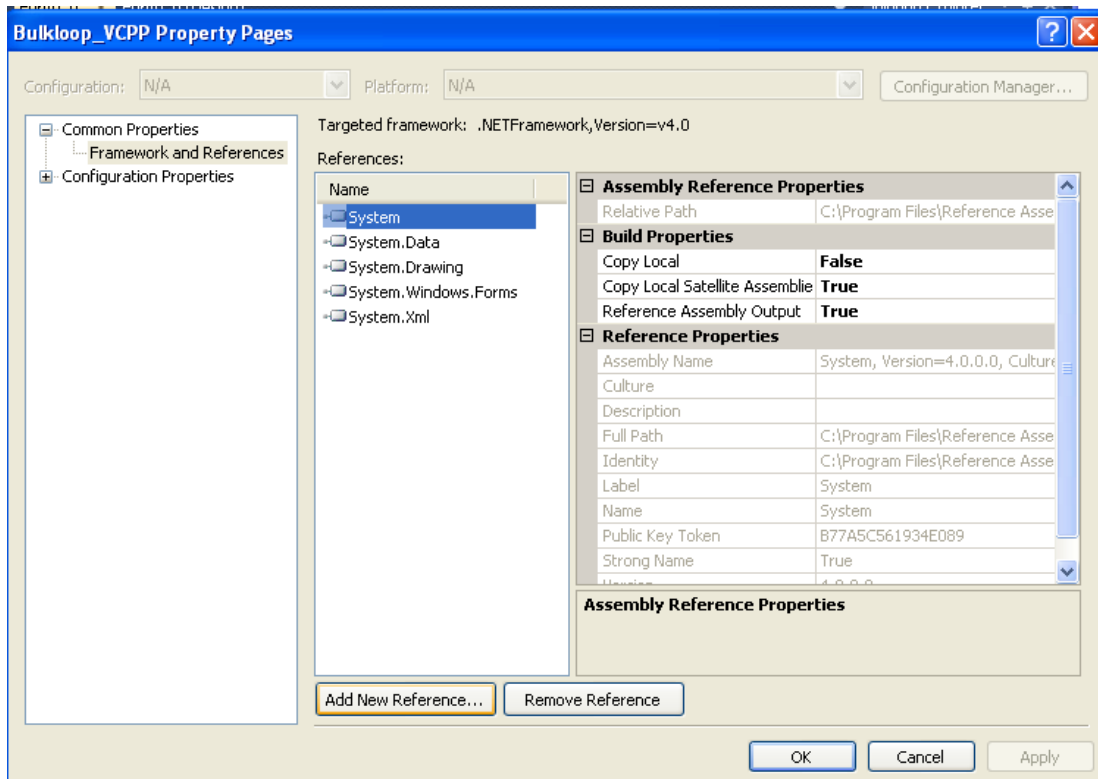 Bulkloop_VCPP Property Pages
Configuration: N/A Platform: N/A Configuration Manager...
Common Properties
Framework and References
Configuration Properties
Targeted framework: .NETFramework,Version=v4.0
References:
Name
System
System.Data
System.Drawing
System.Windows.Forms
System.Xml
Assembly Reference Properties
Relative Path C:\Program Files\Reference Asse
Build Properties
Copy Local False
Copy Local Satellite Assemblie True
Reference Assembly Output True
Reference Properties
Assembly Name System, Version=4.0.0.0, Culture
Culture
Description
Full Path C:\Program Files\Reference Asse
Identity C:\Program Files\Reference Asse
Label System
Name System
Public Key Token B77A5C561934E089
Strong Name True
Assembly Reference Properties
Add New Reference... Remove Reference
OK Cancel Apply